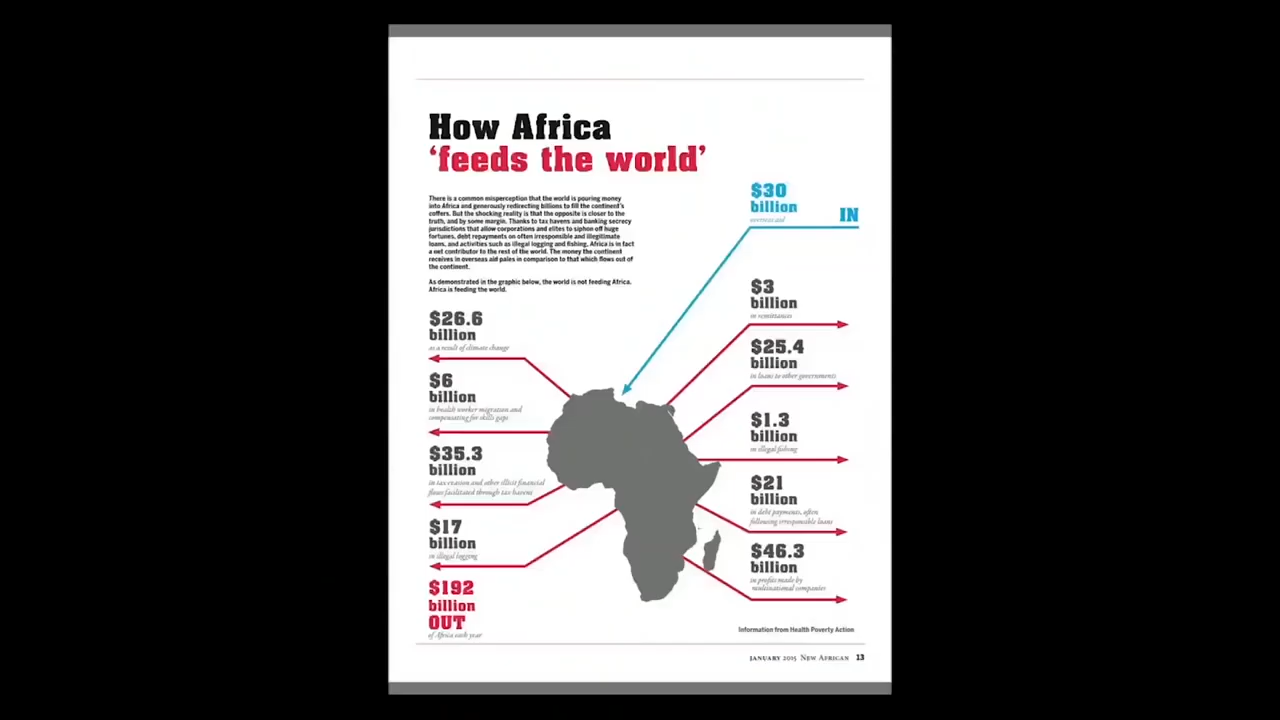 How Africa
‘feeds the world’
There is a common misperception that the world is pouring money
into Africa and generously redirecting billions to fill the continent’s
coffers. But the shocking reality is that the opposite is closer to the
truth, and by some margin. Thanks to tax havens and banking secrecy
jurisdictions that allow corporations and elites to siphon off huge
fortunes, debt repayments on often irresponsible and illegitimate
loans, and activities such as illegal logging and fishing, Africa is in fact
a net contributor to the rest of the world. The money the continent
receives in overseas aid pales in comparison to that which flows out of
the continent.
As demonstrated in the graphic below, the world is not feeding Africa.
Africa is feeding the world.
$30
billion
overseas aid
IN
$26.6
billion
as a result of climate change
$6
billion
in health worker migration and
compensating for skills gaps
$35.3
billion
in tax evasion and other illicit financial
flows facilitated through tax havens
$17
billion
in illegal logging
$192
billion
OUT
of Africa each year
$3
billion
in remittances
$25.4
billion
in loans to other governments
$1.3
billion
in illegal fishing
$21
billion
in debt payments, often
following irresponsible loans
$46.3
billion
in profits made by
multinational companies
Information from Health Poverty Action
JANUARY 2015 NEW AFRICAN 13